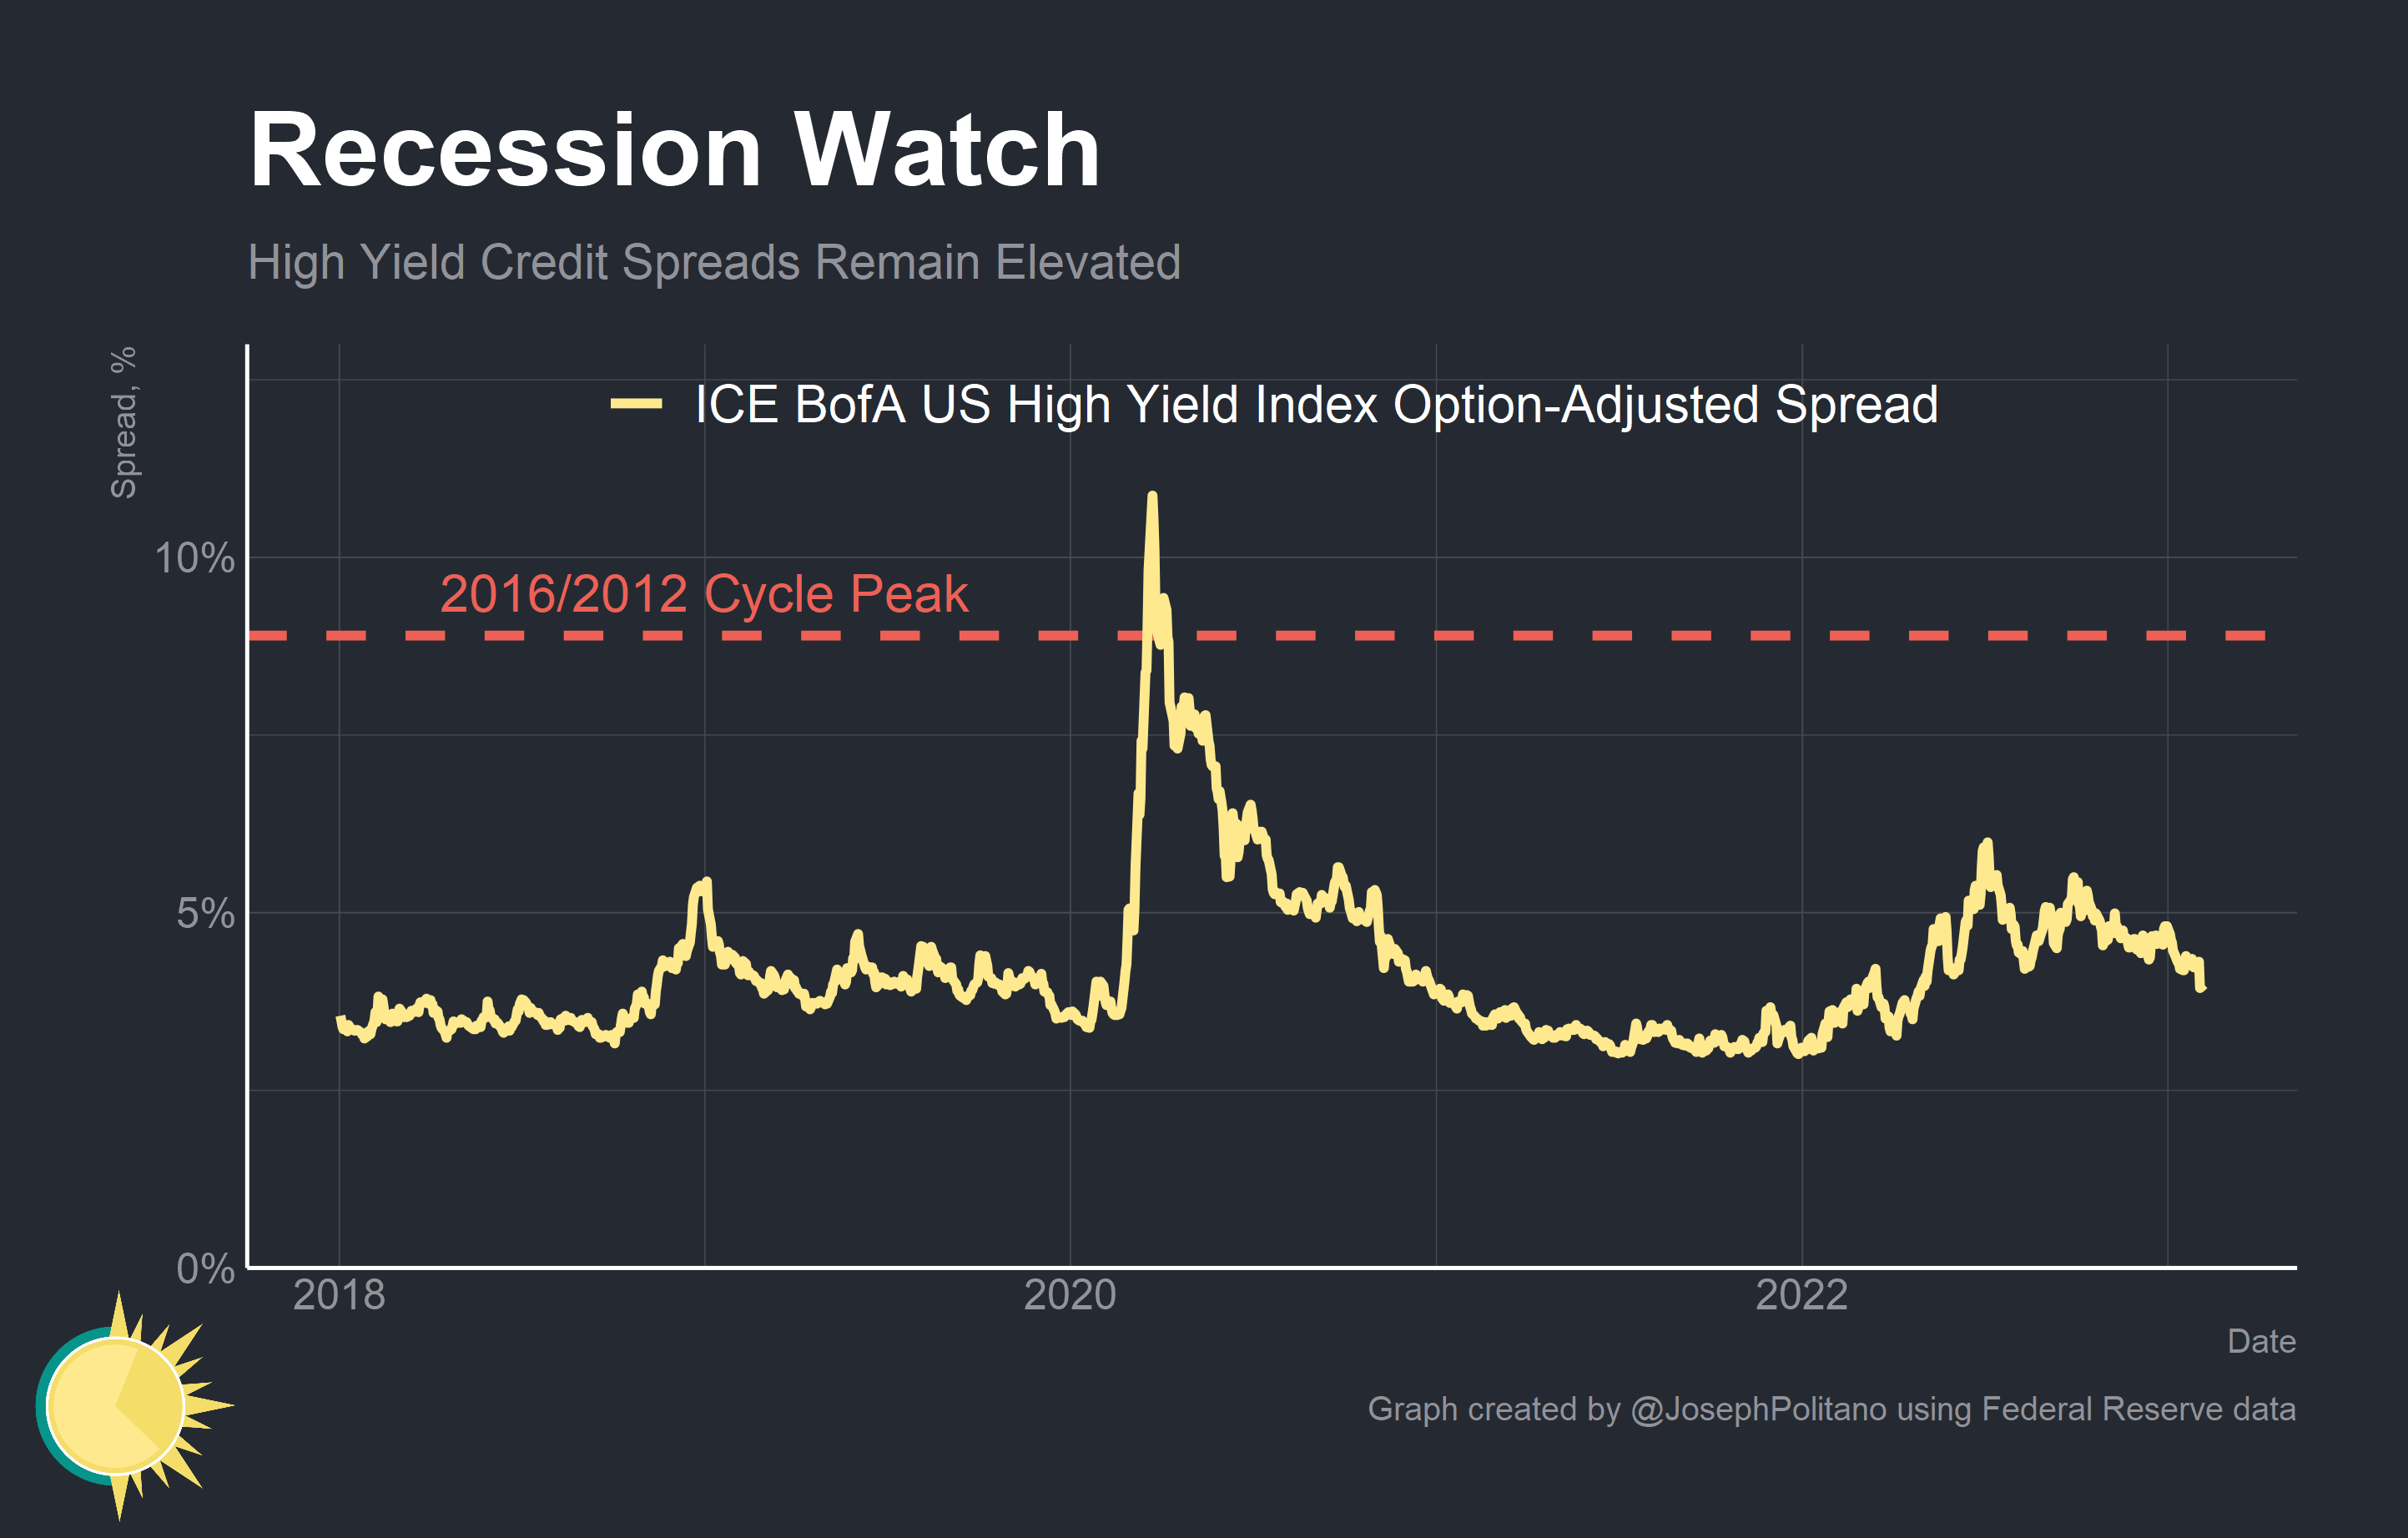 Recession Watch
High Yield Credit Spreads Remain Elevated
Spread, %
ICE BofA US High Yield Index Option-Adjusted Spread
10%
2016/2012 Cycle Peak
5%
0%
2018 2020 2022
Date
Graph created by @JosephPolitano using Federal Reserve data